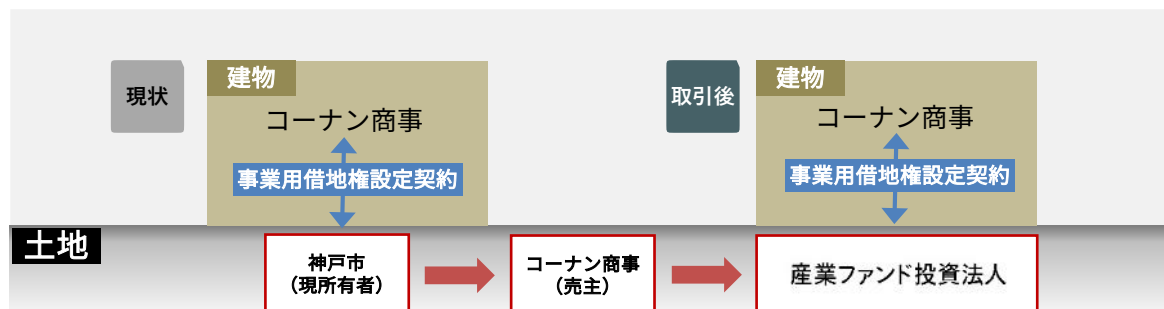 現状
建物
コーナン商事
事業用借地権設定契約
取引後
建物
コーナン商事
事業用借地権設定契約
土地
神戸市
（現所有者）
コーナン商事
（売主）
産業ファンド投資法人